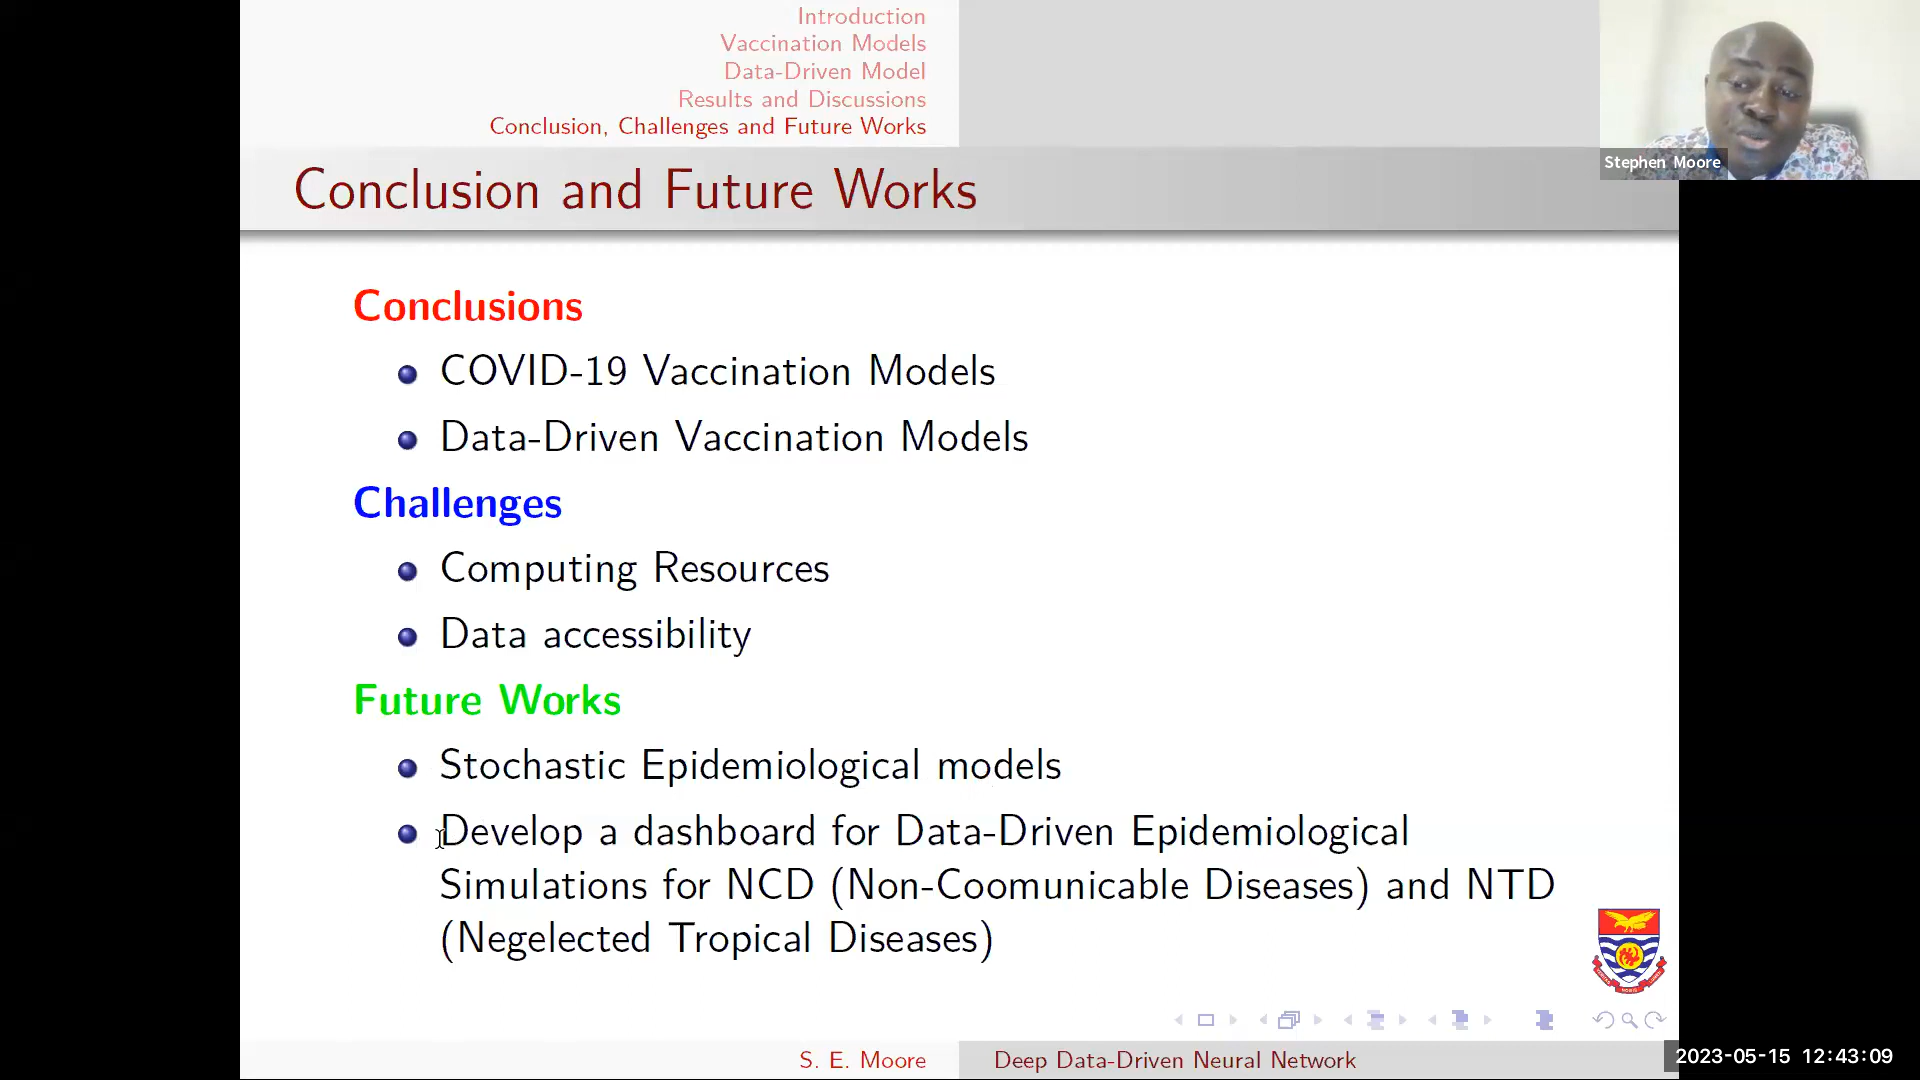 Introduction
Vaccination Models
Data-Driven Model
Results and Discussions
Conclusion, Challenges and Future Works
Stephen Moore
Conclusion and Future Works
Conclusions
COVID-19 Vaccination Models
Data-Driven Vaccination Models
Challenges
Computing Resources
Data accessibility
Future Works
Stochastic Epidemiological models
Develop a dashboard for Data-Driven Epidemiological
Simulations for NCD (Non-Coomunicable Diseases) and NTD
(Negelected Tropical Diseases)
S. E. Moore
Deep Data-Driven Neural Network
2023-05-15 12:43:09